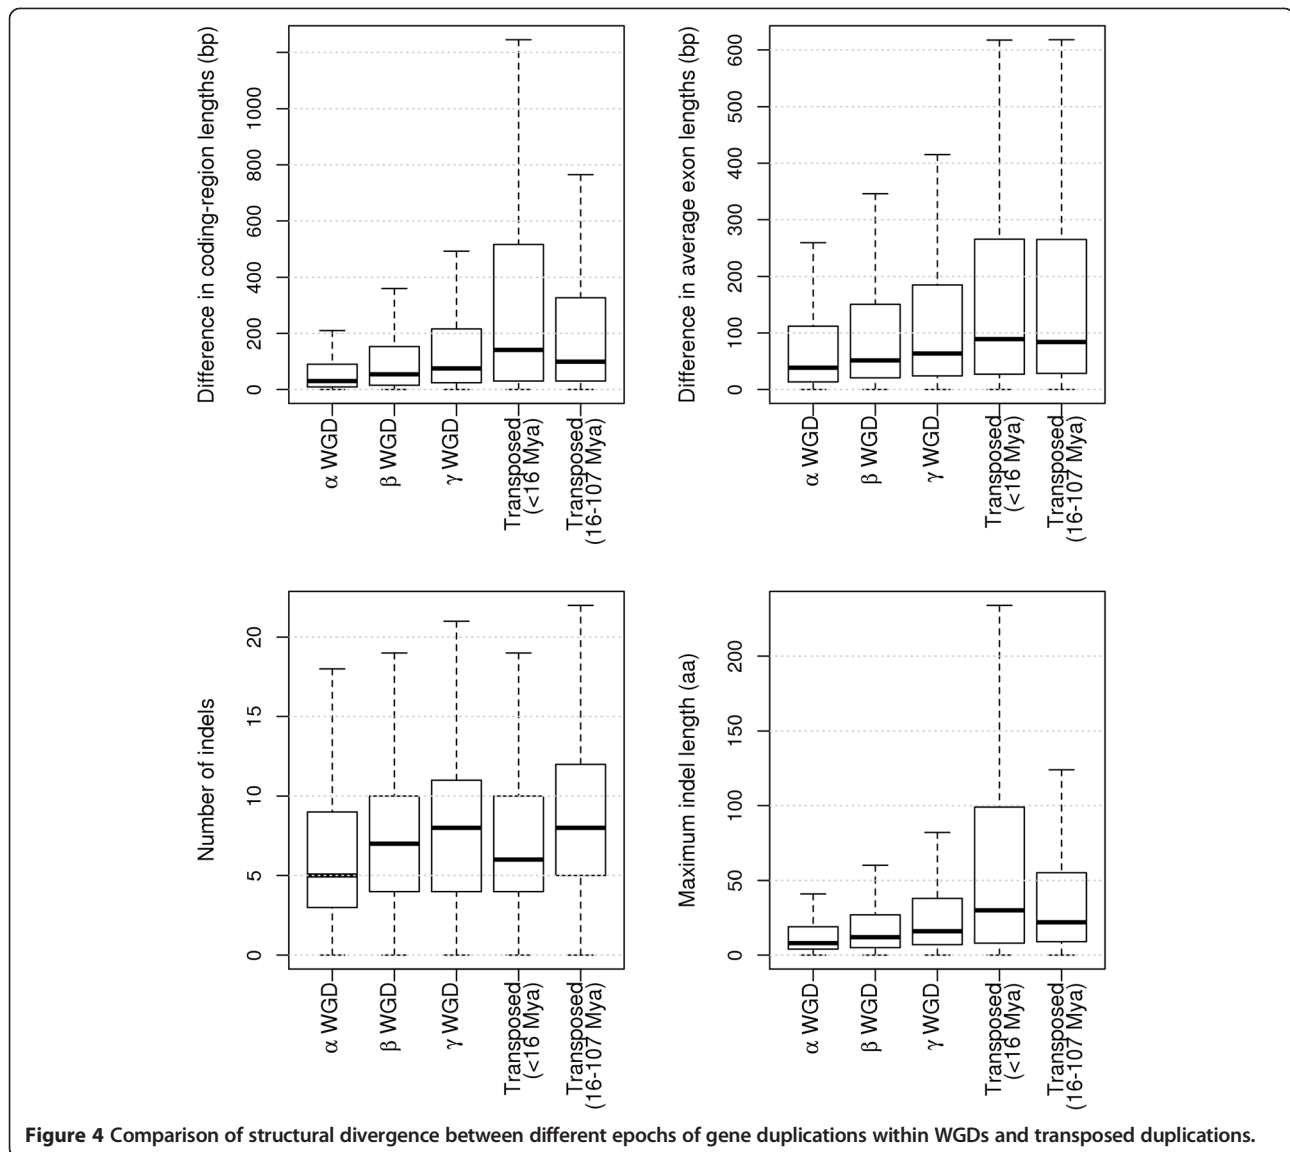 Difference in coding-region lengths (bp)
0
200
400
600
800
1000
α WGD
β WGD
γ WGD
Transposed
(<16 Mya)
Transposed
(16-107 Mya)
Difference in average exon lengths (bp)
0
100
200
300
400
500
600
α WGD
β WGD
γ WGD
Transposed
(<16 Mya)
Transposed
(16-107 Mya)
Number of indels
0
5
10
15
20
α WGD
β WGD
γ WGD
Transposed
(<16 Mya)
Transposed
(16-107 Mya)
Maximum indel length (aa)
0
50
100
150
200
α WGD
β WGD
γ WGD
Transposed
(<16 Mya)
Transposed
(16-107 Mya)
Figure 4 Comparison of structural divergence between different epochs of gene duplications within WGDs and transposed duplications.